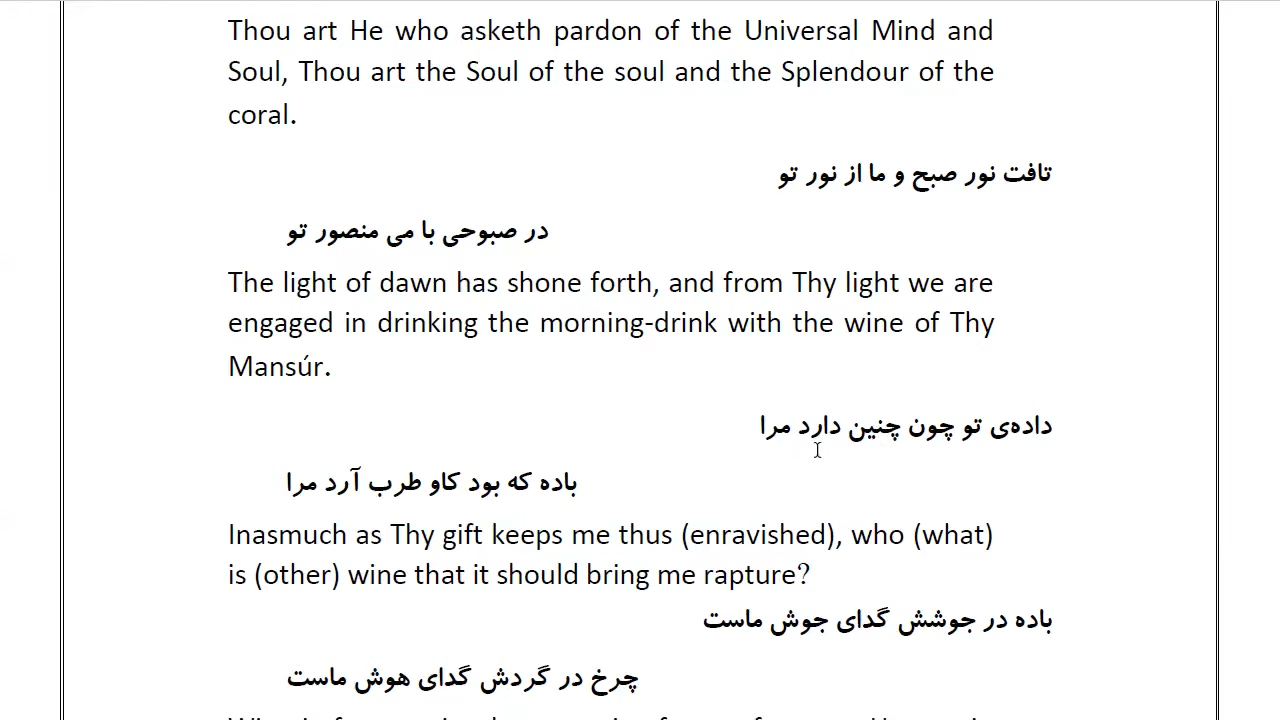 Thou art He who asketh pardon of the Universal Mind and
Soul, Thou art the Soul of the soul and the Splendour of the
coral.
تافت نور صبح و ما از نور تو
در صبوحی با می منصور تو
The light of dawn has shone forth, and from Thy light we are
engaged in drinking the morning-drink with the wine of Thy
Mansúr.
داده‌ی تو چون چنین دارد مرا
باده که بود کاو طرب آرد مرا
Inasmuch as Thy gift keeps me thus (enravished), who (what)
is (other) wine that it should bring me rapture?
باده در جوشش گدای جوش ماست
چرخ در گردش گدای هوش ماست